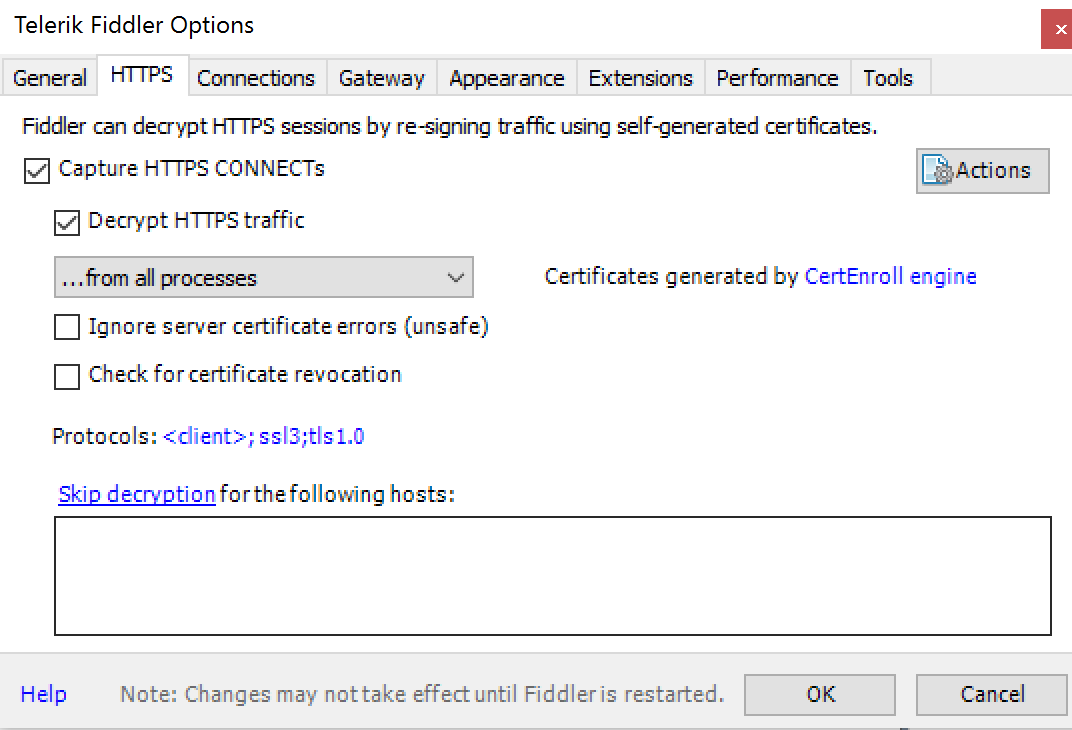 Telerik Fiddler Options
General HTTPS Connections Gateway Appearance Extensions Performance Tools
Fiddler can decrypt HTTPS sessions by re-signing traffic using self-generated certificates.
Capture HTTPS CONNECTs
Actions
Decrypt HTTPS traffic
...from all processes
Certificates generated by CertEnroll engine
Ignore server certificate errors (unsafe)
Check for certificate revocation
Protocols: <client>;ssl3;tls1.0
Skip decryption for the following hosts:
Help
Note: Changes may not take effect until Fiddler is restarted.
OK
Cancel